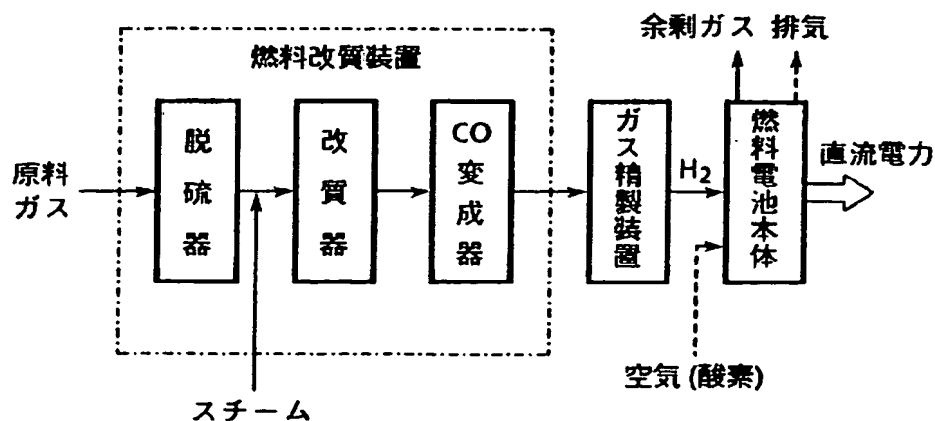 余剰ガス 排気
燃料改質装置
脱硫器
改質器
CO変成器
ガス精製装置
燃料電池本体
原料
ガス
H₂
直流電力
空気(酸素)
スチーム